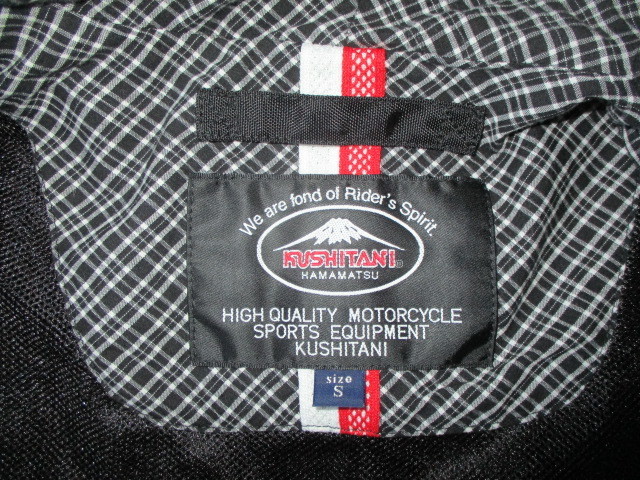 We are fond of Rider's Spirit.
KUSHITANI®
HAMAMATSU
HIGH QUALITY MOTORCYCLE
SPORTS EQUIPMENT
KUSHITANI
size
S